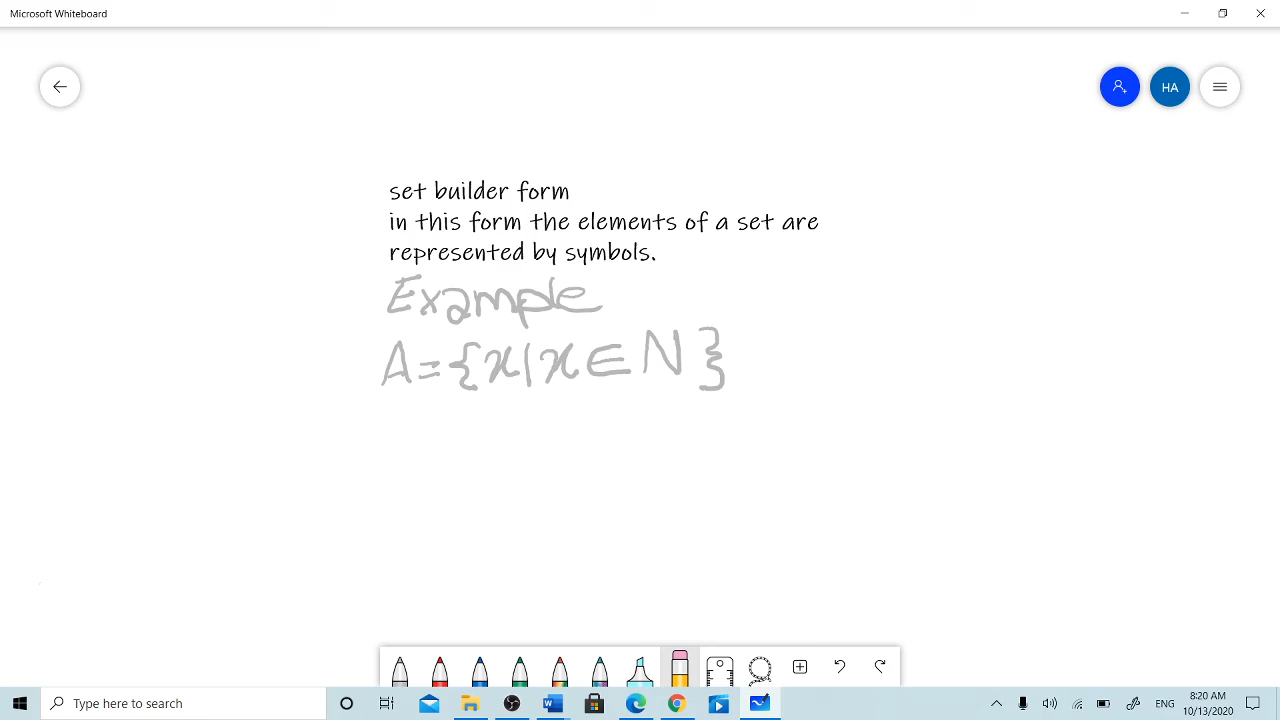 Microsoft Whiteboard
HA
set builder form
in this form the elements of a set are
represented by symbols.
Example
A={x|x∈N}
Type here to search
ENG
8:20 AM
10/13/2020